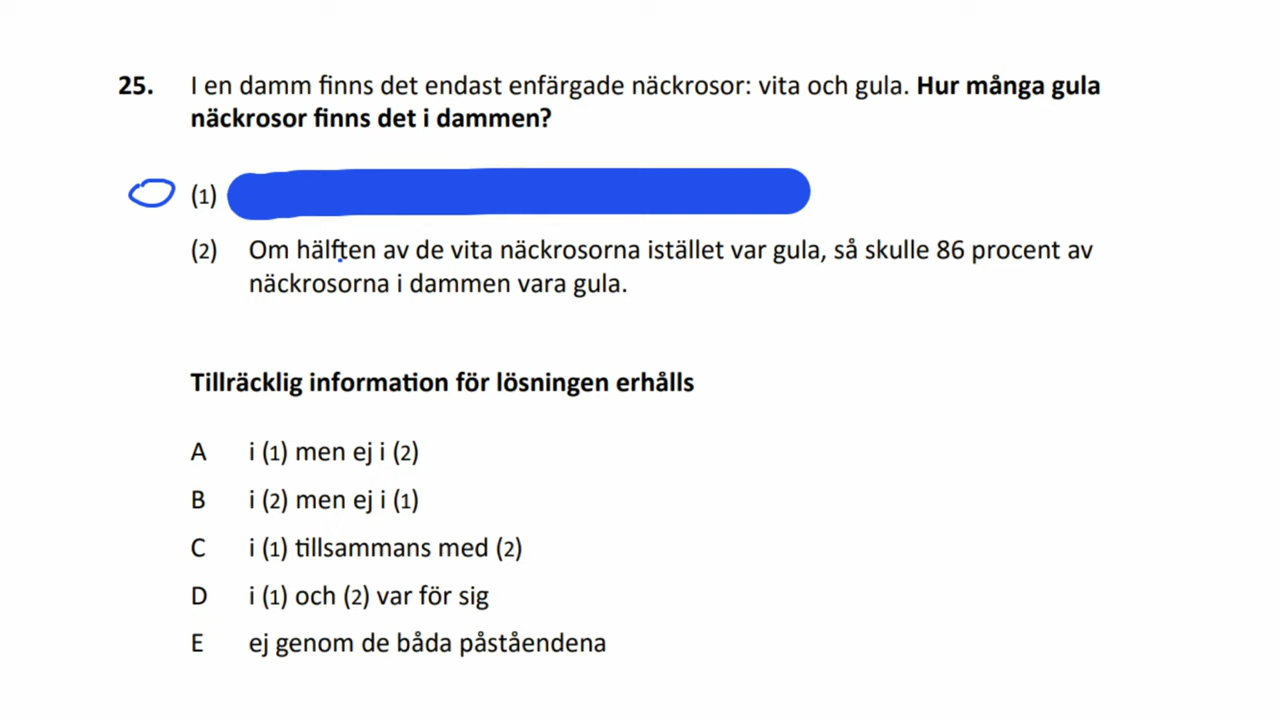 25. I en damm finns det endast enfärgade näckrosor: vita och gula. Hur många gula
näckrosor finns det i dammen?
(1)
(2) Om hälften av de vita näckrosorna istället var gula, så skulle 86 procent av
näckrosorna i dammen vara gula.
Tillräcklig information för lösningen erhålls
A i (1) men ej i (2)
B i (2) men ej i (1)
C i (1) tillsammans med (2)
D i (1) och (2) var för sig
E ej genom de båda påståendena